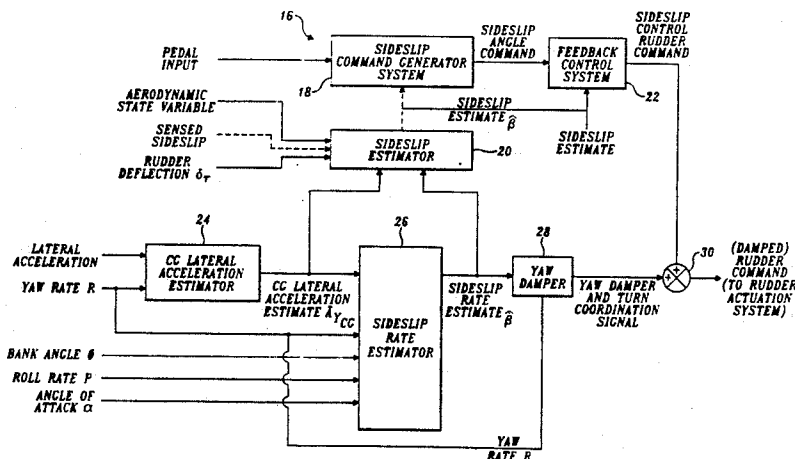 16
PEDAL
INPUT
SIDESLIP
COMMAND GENERATOR
SYSTEM
18
SIDESLIP
ANGLE
COMMAND
FEEDBACK
CONTROL
SYSTEM
22
SIDESLIP
CONTROL
RUDDER
COMMAND
AERODYNAMIC
STATE VARIABLE
SENSED
SIDESLIP
RUDDER
DEFLECTION δr
SIDESLIP
ESTIMATE β̂
SIDESLIP
ESTIMATOR
20
SIDESLIP
ESTIMATE
24
LATERAL
ACCELERATION
YAW RATE R
CG LATERAL
ACCELERATION
ESTIMATOR
CG LATERAL
ACCELERATION
ESTIMATE ÂYCG
26
SIDESLIP
RATE
ESTIMATOR
SIDESLIP
RATE
ESTIMATE β̂
28
YAW
DAMPER
YAW DAMPER
AND TURN
COORDINATION
SIGNAL
+
+
30
(DAMPED)
RUDDER
COMMAND
(TO RUDDER
ACTUATION
SYSTEM)
BANK ANGLE ϕ
ROLL RATE P
ANGLE OF
ATTACK α
YAW
RATE R